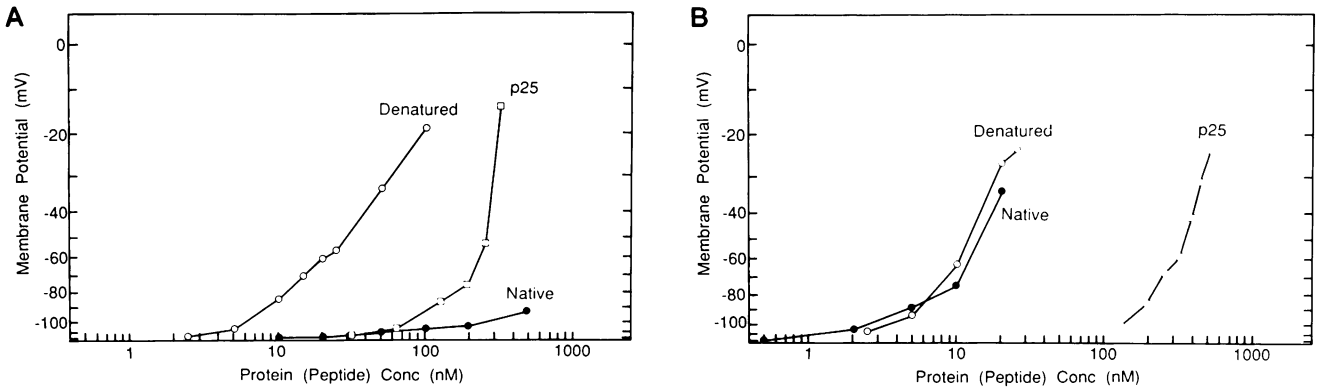 A
Membrane Potential (mV)
0
-20
-40
-60
-80
-100
Denatured
p25
Native
1
10
100
1000
Protein (Peptide) Conc (nM)
B
Membrane Potential (mV)
0
-20
-40
-60
-80
-100
Denatured
p25
Native
1
10
100
1000
Protein (Peptide) Conc (nM)